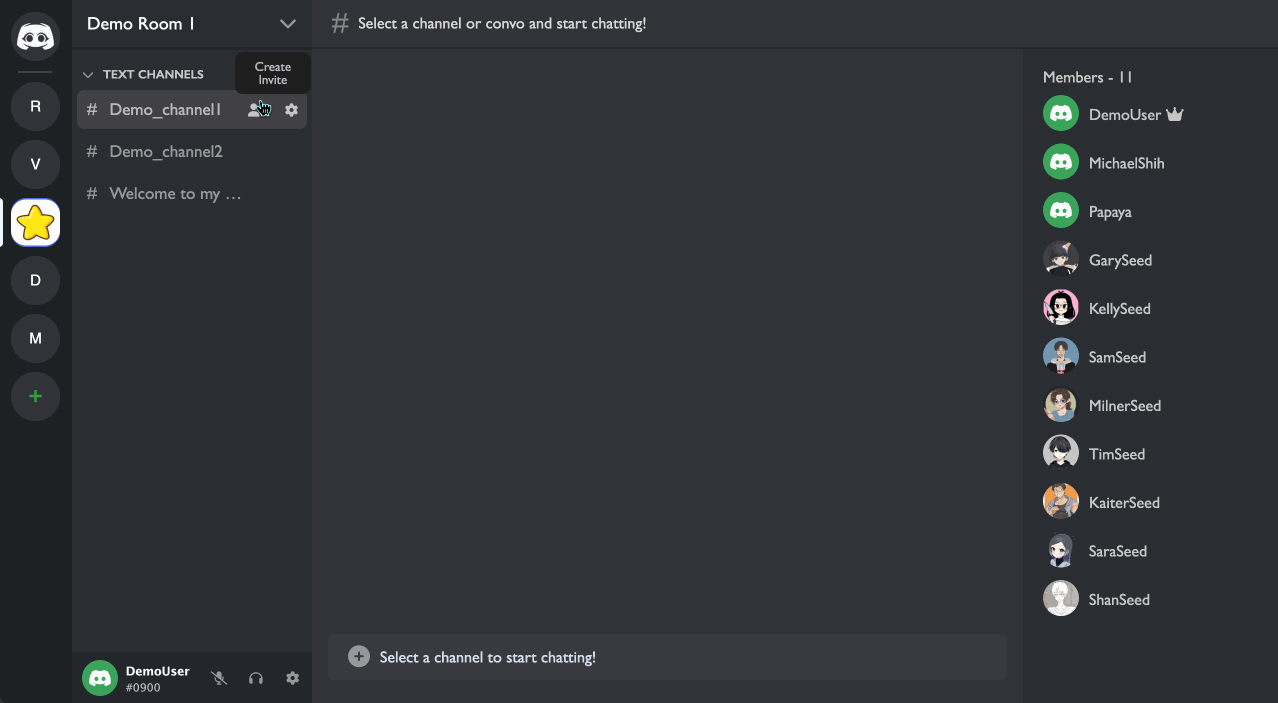 Demo Room 1
Select a channel or convo and start chatting!
Create
Invite
TEXT CHANNELS
# Demo_channel1
# Demo_channel2
# Welcome to my …
R
V
D
M
+
Members - 11
DemoUser
MichaelShih
Papaya
GarySeed
KellySeed
SamSeed
MilnerSeed
TimSeed
KaiterSeed
SaraSeed
ShanSeed
Select a channel to start chatting!
DemoUser
#0900